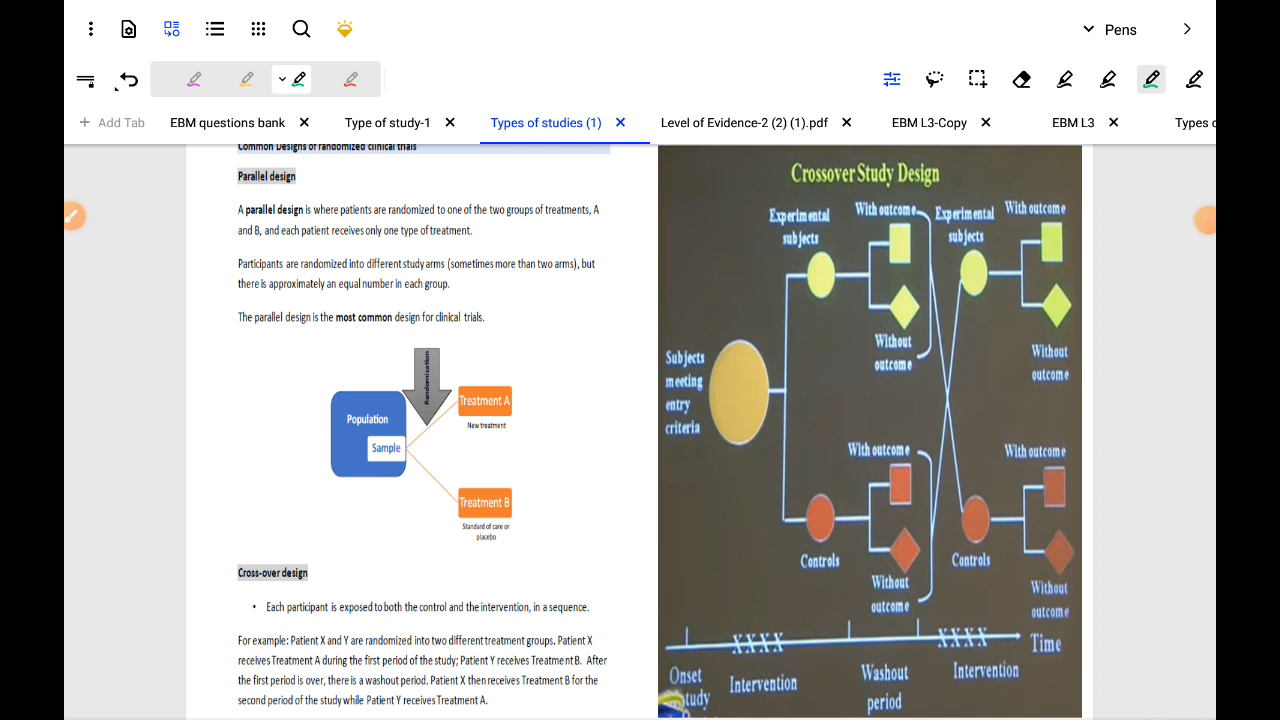 Pens
Add Tab
EBM questions bank
Type of study-1
Types of studies (1)
Level of Evidence-2 (2) (1).pdf
EBM L3-Copy
EBM L3
Types
Common Designs of randomized clinical trials
Parallel design
A parallel design is where patients are randomized to one of the two groups of treatments, A
and B, and each patient receives only one type of treatment.
Participants are randomized into different study arms (sometimes more than two arms), but
there is approximately an equal number in each group.
The parallel design is the most common design for clinical trials.
Randomization
Population
Sample
Treatment A
New treatment
Treatment B
Standard of care or
placebo
Cross-over design
• Each participant is exposed to both the control and the intervention, in a sequence.
For example: Patient X and Y are randomized into two different treatment groups. Patient X
receives Treatment A during the first period of the study; Patient Y receives Treatment B. After
the first period is over, there is a washout period. Patient X then receives Treatment B for the
second period of the study while Patient Y receives Treatment A.
Crossover Study Design
Experimental
subjects
With outcome
Without
outcome
Experimental
subjects
With outcome
Without
outcome
Subjects
meeting
entry
criteria
Controls
With outcome
Without
outcome
Controls
With outcome
Without
outcome
XXXX
XXXX
Time
Onset
Intervention
Washout
period
Intervention